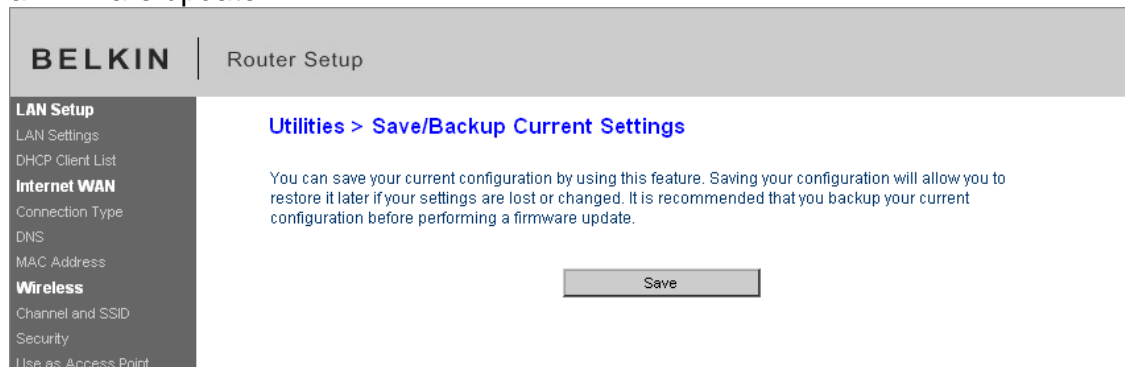 BELKIN
Router Setup
LAN Setup
LAN Settings
DHCP Client List
Internet WAN
Connection Type
DNS
MAC Address
Wireless
Channel and SSID
Security
Use as Access Point
Utilities > Save/Backup Current Settings
You can save your current configuration by using this feature. Saving your configuration will allow you to
restore it later if your settings are lost or changed. It is recommended that you backup your current
configuration before performing a firmware update.
Save